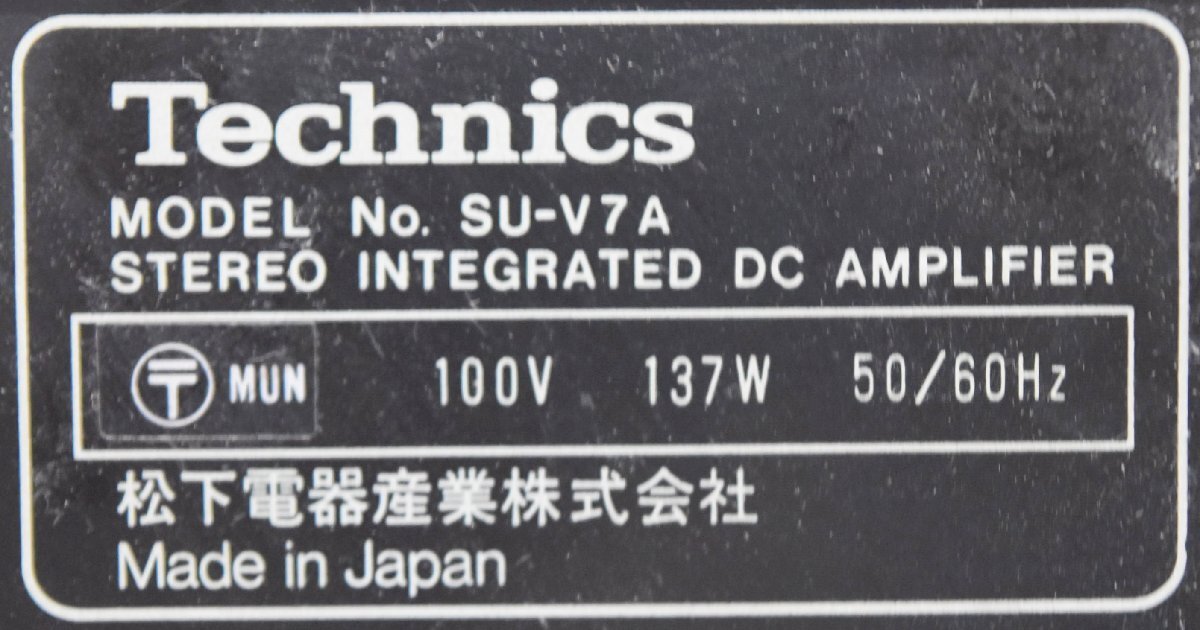 Technics
MODEL No. SU-V7A
STEREO INTEGRATED DC AMPLIFIER
〒 MUN 100V 137W 50/60Hz
松下電器産業株式会社
Made in Japan